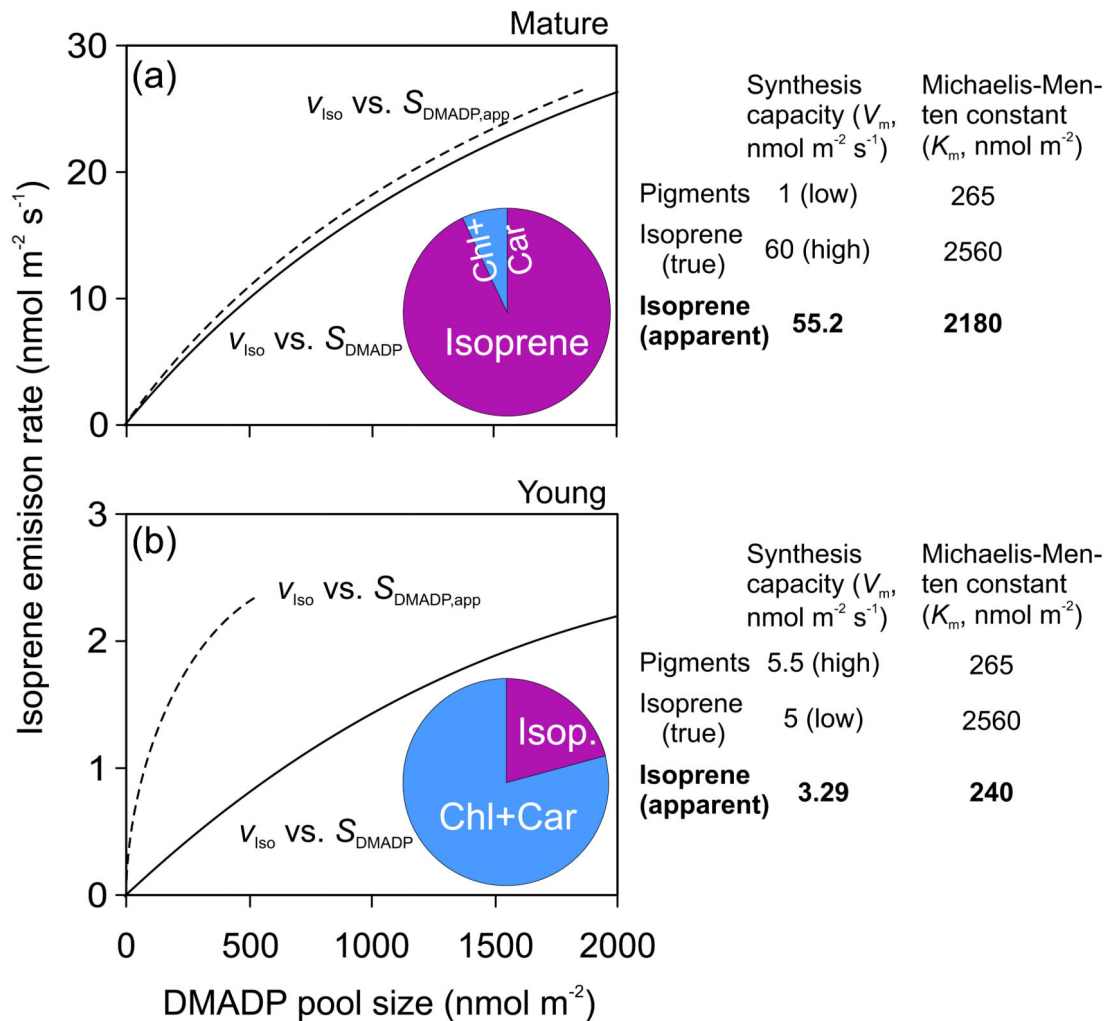 Mature
30
(a)
v_Iso vs. S_DMADP,app
20
10
0
v_Iso vs. S_DMADP
Chl+
Car
Isoprene
Synthesis
capacity (V_m,
nmol m⁻² s⁻¹)
Michaelis-Men-
ten constant
(K_m, nmol m⁻²)
Pigments 1 (low) 265
Isoprene
(true) 60 (high) 2560
Isoprene
(apparent) 55.2 2180
Isoprene emisison rate (nmol m⁻² s⁻¹)
Young
3
(b)
v_Iso vs. S_DMADP,app
2
1
0
v_Iso vs. S_DMADP
Isop.
Chl+Car
0 500 1000 1500 2000
DMADP pool size (nmol m⁻²)
Synthesis
capacity (V_m,
nmol m⁻² s⁻¹)
Michaelis-Men-
ten constant
(K_m, nmol m⁻²)
Pigments 5.5 (high) 265
Isoprene
(true) 5 (low) 2560
Isoprene
(apparent) 3.29 240